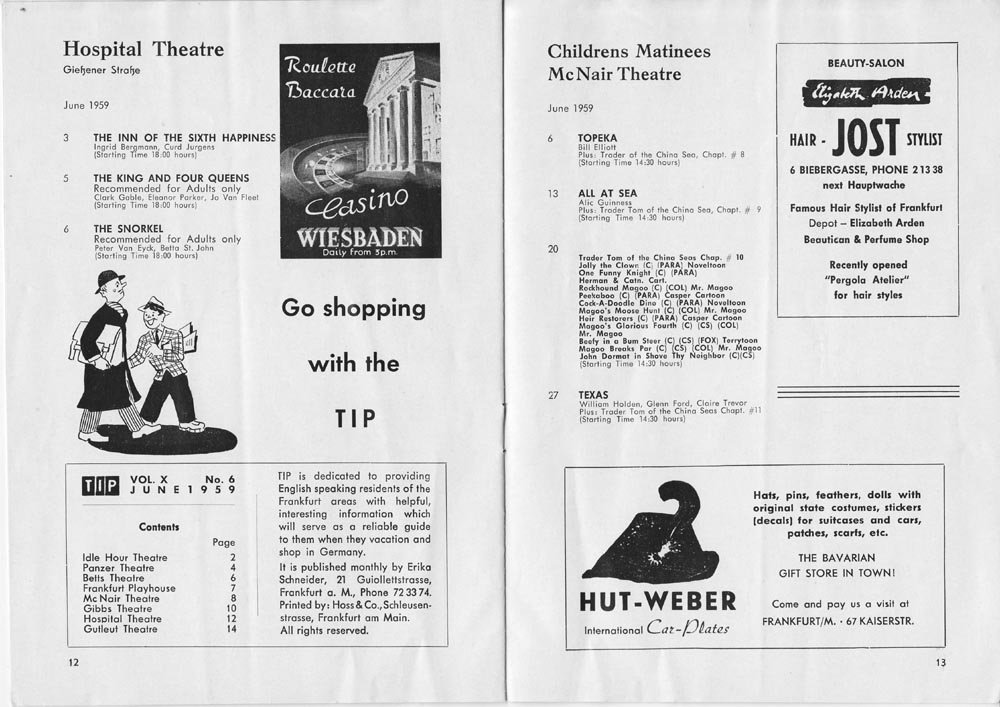 Hospital Theatre
Gießener Straße
June 1959
3 THE INN OF THE SIXTH HAPPINESS
Ingrid Bergmann, Curd Jurgens
(Starting Time 18:00 hours)
5 THE KING AND FOUR QUEENS
Recommended for Adults only
Clark Gable, Eleanor Parker, Jo Van Fleet
(Starting Time 18:00 hours)
6 THE SNORKEL
Recommended for Adults only
Peter Van Eyck, Betta St. John
(Starting Time 18:00 hours)
Roulette
Baccara
Casino
WIESBADEN
Daily from 3p.m.
Go shopping
with the
TIP
TIP VOL. X No. 6
JUNE 1959
Contents
Page
Idle Hour Theatre 2
Panzer Theatre 4
Betts Theatre 6
Frankfurt Playhouse 7
Mc Nair Theatre 8
Gibbs Theatre 10
Hospital Theatre 12
Gutleut Theatre 14
TIP is dedicated to providing
English speaking residents of the
Frankfurt areas with helpful,
interesting information which
will serve as a reliable guide
to them when they vacation and
shop in Germany.
It is published monthly by Erika
Schneider, 21 Guiollettstrasse,
Frankfurt a. M., Phone 72 33 74.
Printed by: Hoss & Co., Schleusen-
strasse, Frankfurt am Main.
All rights reserved.
12
Childrens Matinees
McNair Theatre
June 1959
6 TOPEKA
Bill Elliott
Plus: Trader of the China Sea, Chapt. # 8
(Starting Time 14:30 hours)
13 ALL AT SEA
Alic Guinness
Plus: Trader Tom of the China Sea, Chapt. # 9
(Starting Time 14:30 hours)
20
Trader Tom of the China Seas Chap. # 10
Jolly the Clown (C) (PARA) Noveltoon
One Funny Knight (C) (PARA)
Herman & Catn. Cart.
Rockhound Magoo (C) (COL) Mr. Magoo
Peekaboo (C) (PARA) Casper Cartoon
Cock-A-Doodle Dino (C) (PARA) Noveltoon
Magoo's Moose Hunt (C) (COL) Mr. Magoo
Heir Restorers (C) (PARA) Casper Cartoon
Magoo's Glorious Fourth (C) (CS) (COL)
Mr. Magoo
Beefy in a Bum Steer (C) (CS) (FOX) Terrytoon
Magoo Breaks Par (C) (CS) (COL) Mr. Magoo
John Dormat in Shove Thy Neighbor (C)(CS)
(Starting Time 14:30 hours)
27 TEXAS
William Holden, Glenn Ford, Claire Trevor
Plus: Trader Tom of the China Seas Chapt. #11
(Starting Time 14:30 hours)
BEAUTY-SALON
Elizabeth Arden
HAIR - JOST STYLIST
6 BIEBERGASSE, PHONE 2 13 38
next Hauptwache
Famous Hair Stylist of Frankfurt
Depot – Elizabeth Arden
Beautican & Perfume Shop
Recently opened
"Pergola Atelier"
for hair styles
HUT-WEBER
International Car-Plates
Hats, pins, feathers, dolls with
original state costumes, stickers
(decals) for suitcases and cars,
patches, scarfs, etc.
THE BAVARIAN
GIFT STORE IN TOWN!
Come and pay us a visit at
FRANKFURT/M. · 67 KAISERSTR.
13